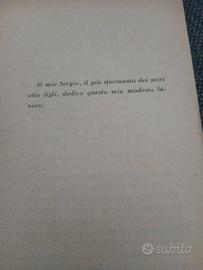 Al mio Sergio, il più sfortunato dei miei
otto figli, dedico questo mio modesto la-
voro.
subito